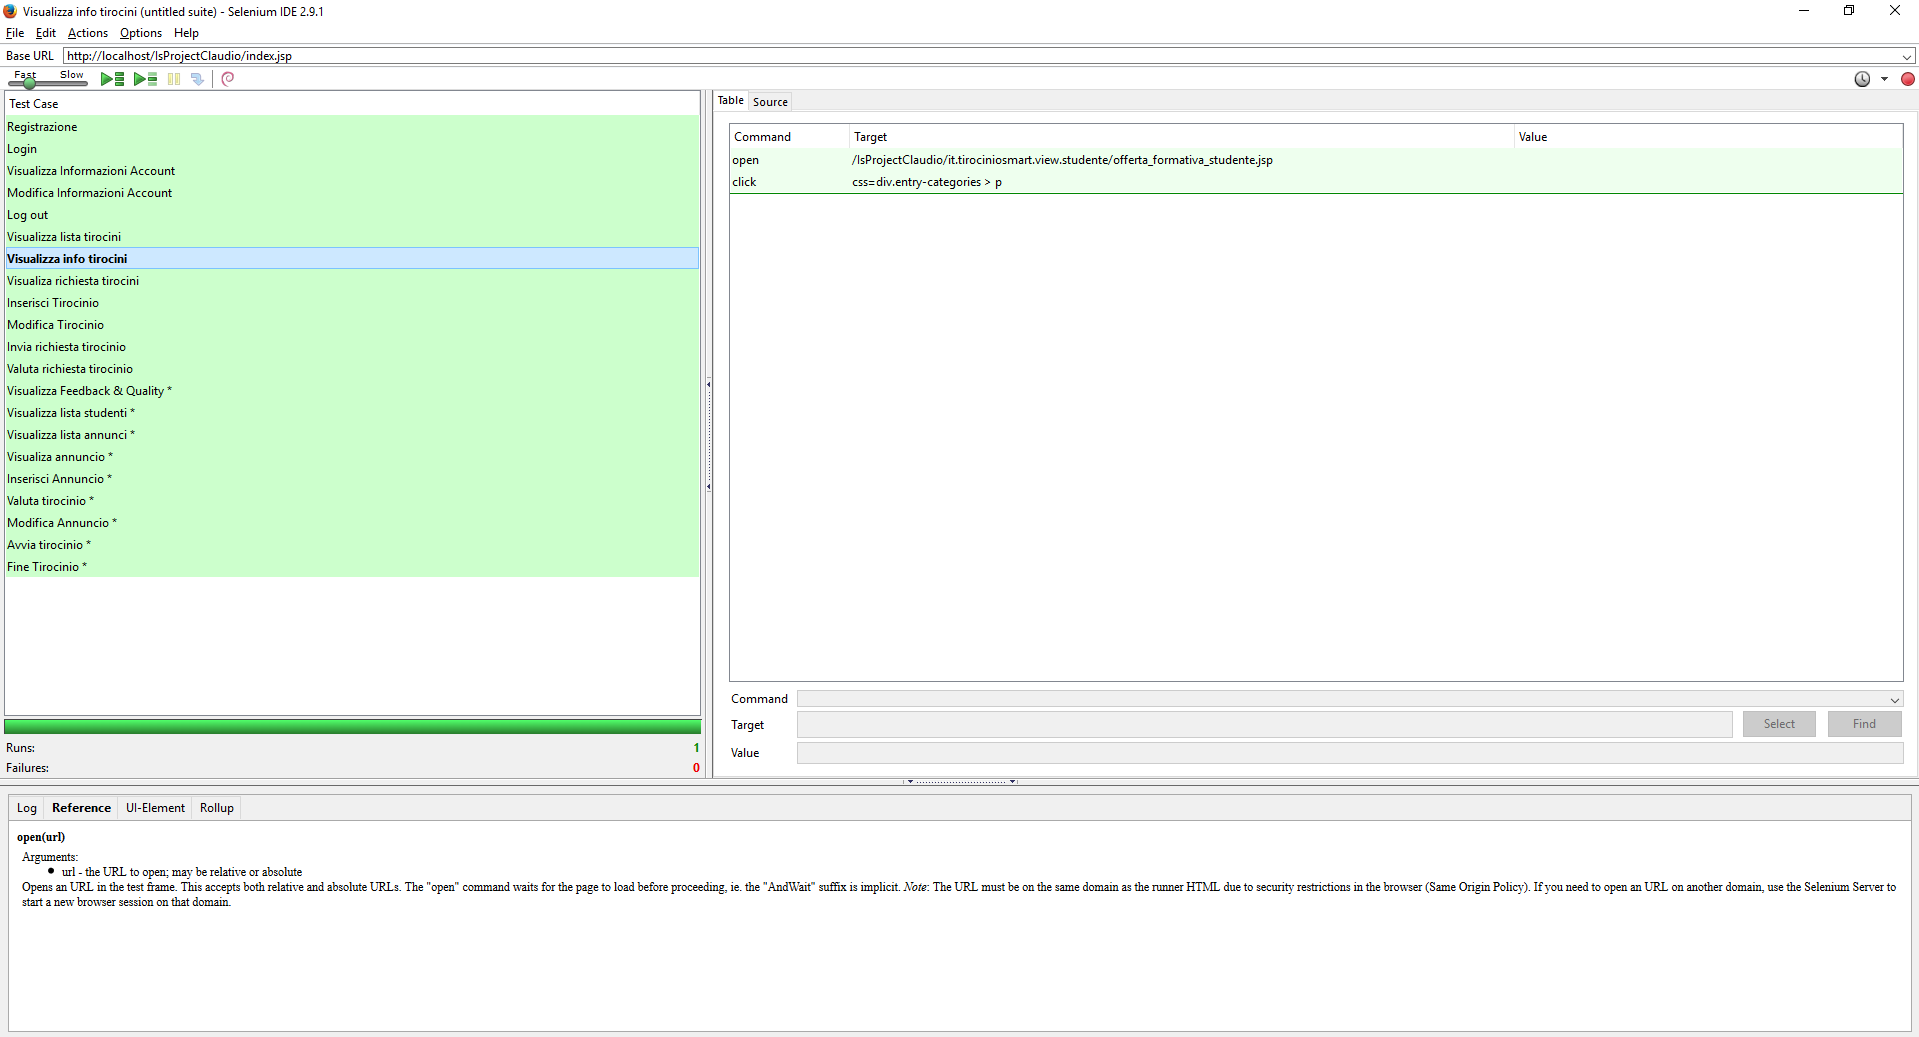 Visualizza info tirocini (untitled suite) - Selenium IDE 2.9.1
File Edit Actions Options Help
Base URL http://localhost/IsProjectClaudio/index.jsp
Fast Slow
Test Case
Registrazione
Login
Visualizza Informazioni Account
Modifica Informazioni Account
Log out
Visualizza lista tirocini
Visualizza info tirocini
Visualiza richiesta tirocini
Inserisci Tirocinio
Modifica Tirocinio
Invia richiesta tirocinio
Valuta richiesta tirocinio
Visualizza Feedback & Quality *
Visualizza lista studenti *
Visualizza lista annunci *
Visualiza annuncio *
Inserisci Annuncio *
Valuta tirocinio *
Modifica Annuncio *
Avvia tirocinio *
Fine Tirocinio *
Runs: 1
Failures: 0
Table Source
Command Target Value
open /IsProjectClaudio/it.tirociniosmart.view.studente/offerta_formativa_studente.jsp
click css=div.entry-categories > p
Command
Target Select Find
Value
Log Reference UI-Element Rollup
open(url)
Arguments:
• url - the URL to open; may be relative or absolute
Opens an URL in the test frame. This accepts both relative and absolute URLs. The "open" command waits for the page to load before proceeding, ie. the "AndWait" suffix is implicit. Note: The URL must be on the same domain as the runner HTML due to security restrictions in the browser (Same Origin Policy). If you need to open an URL on another domain, use the Selenium Server to
start a new browser session on that domain.